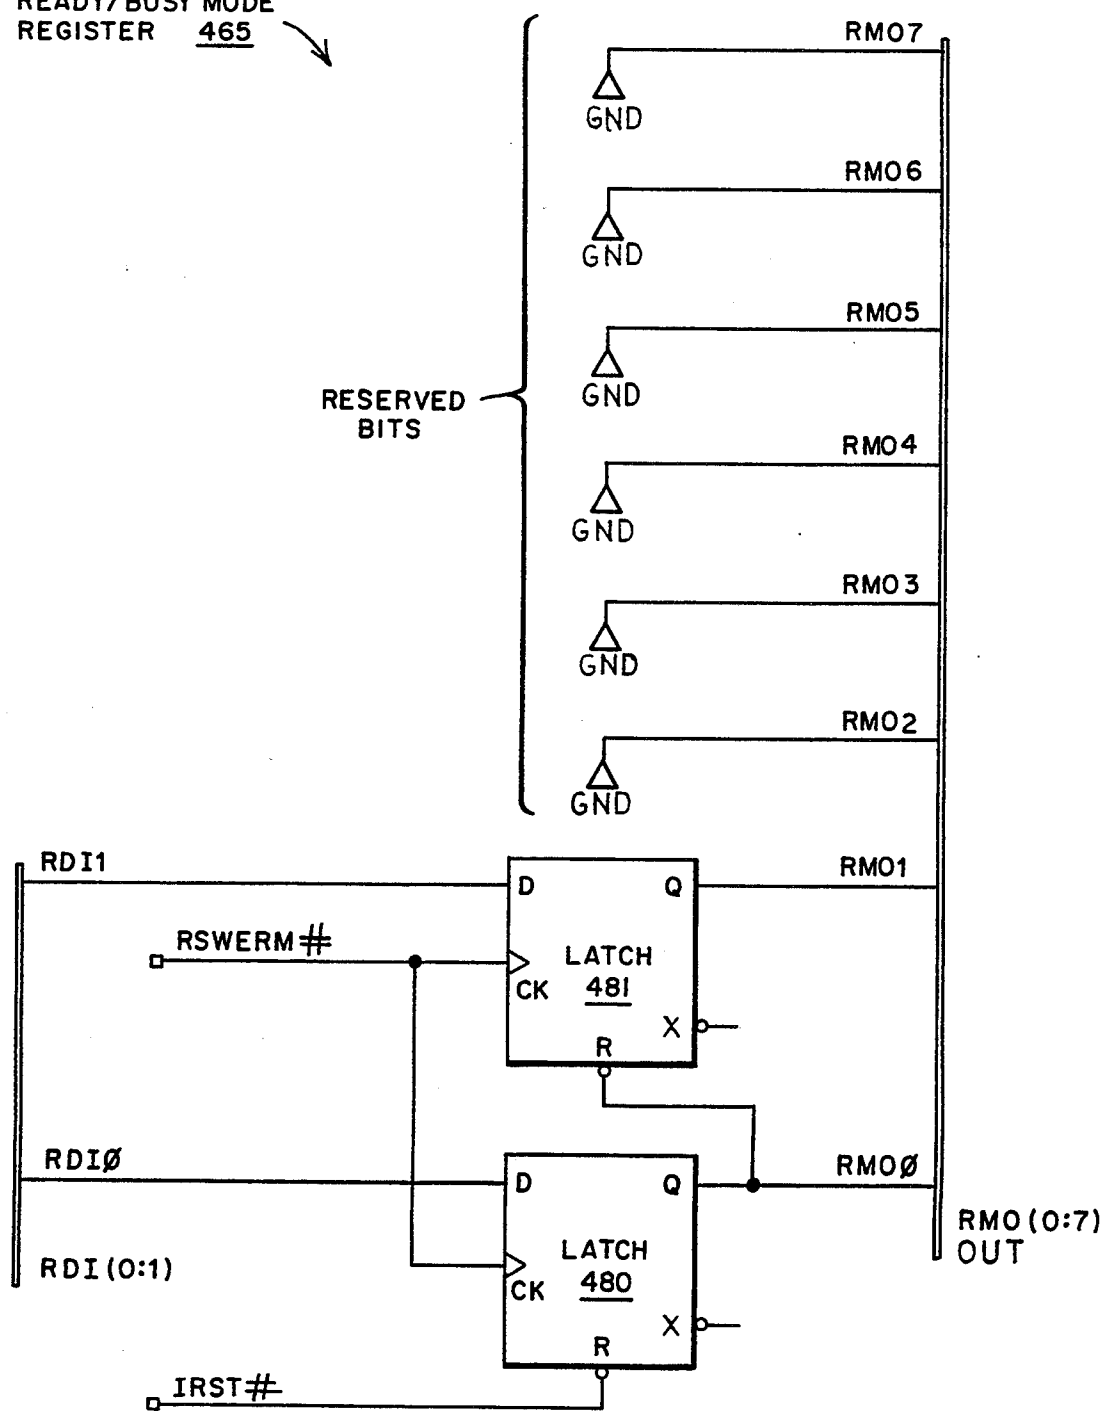 READY/BUSY MODE
REGISTER 465
RMO7
GND
RMO6
GND
RMO5
GND
RESERVED
BITS
RMO4
GND
RMO3
GND
RMO2
GND
RDI1
D
Q
RMO1
RSWERM#
LATCH
481
CK
X
R
RDIØ
D
Q
RMOØ
RMO(0:7)
OUT
RDI(0:1)
LATCH
480
CK
X
R
IRST#